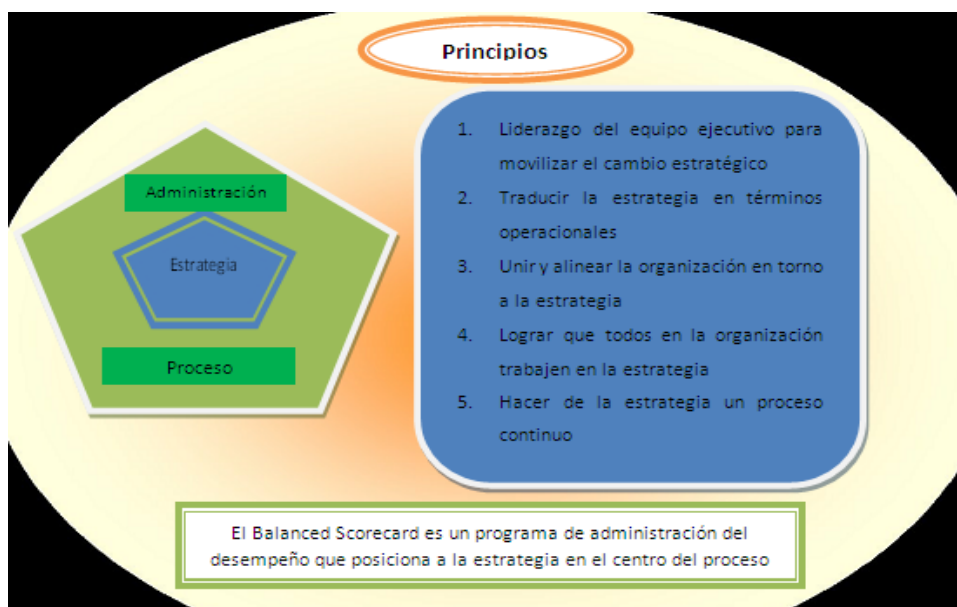 Principios
Administración
Estrategia
Proceso
1. Liderazgo del equipo ejecutivo para
movilizar el cambio estratégico
2. Traducir la estrategia en términos
operacionales
3. Unir y alinear la organización en torno
a la estrategia
4. Lograr que todos en la organización
trabajen en la estrategia
5. Hacer de la estrategia un proceso
continuo
El Balanced Scorecard es un programa de administración del
desempeño que posiciona a la estrategia en el centro del proceso